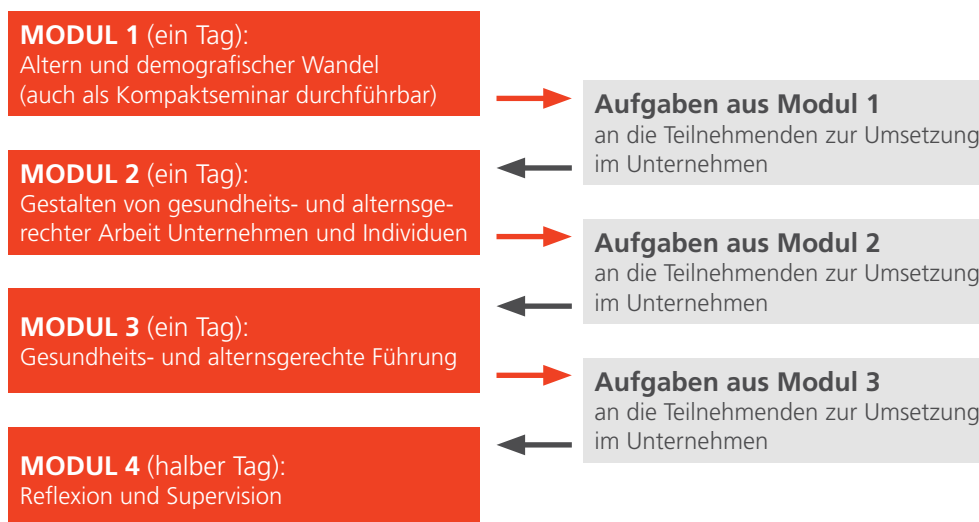 MODUL 1 (ein Tag):
Altern und demografischer Wandel
(auch als Kompaktseminar durchführbar)
Aufgaben aus Modul 1
an die Teilnehmenden zur Umsetzung
im Unternehmen
MODUL 2 (ein Tag):
Gestalten von gesundheits- und alternsge-
rechter Arbeit Unternehmen und Individuen
Aufgaben aus Modul 2
an die Teilnehmenden zur Umsetzung
im Unternehmen
MODUL 3 (ein Tag):
Gesundheits- und alternsgerechte Führung
Aufgaben aus Modul 3
an die Teilnehmenden zur Umsetzung
im Unternehmen
MODUL 4 (halber Tag):
Reflexion und Supervision